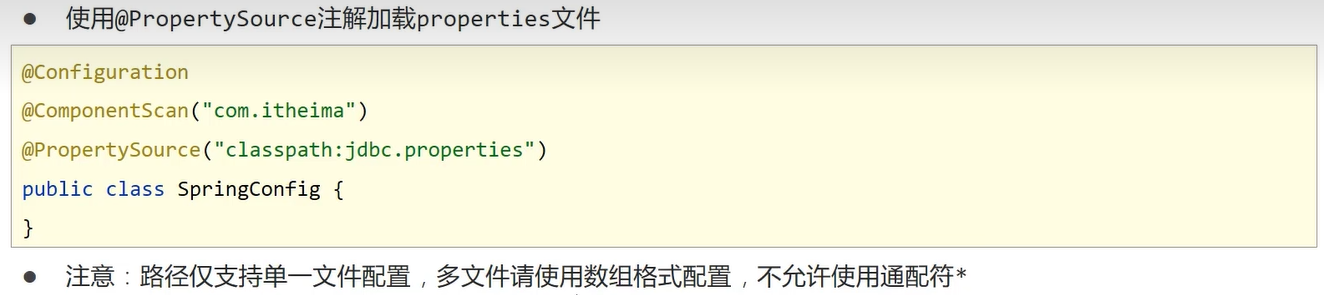 ● 使用@PropertySource注解加载properties文件
@Configuration
@ComponentScan("com.itheima")
@PropertySource("classpath:jdbc.properties")
public class SpringConfig {
}
● 注意：路径仅支持单一文件配置，多文件请使用数组格式配置，不允许使用通配符*